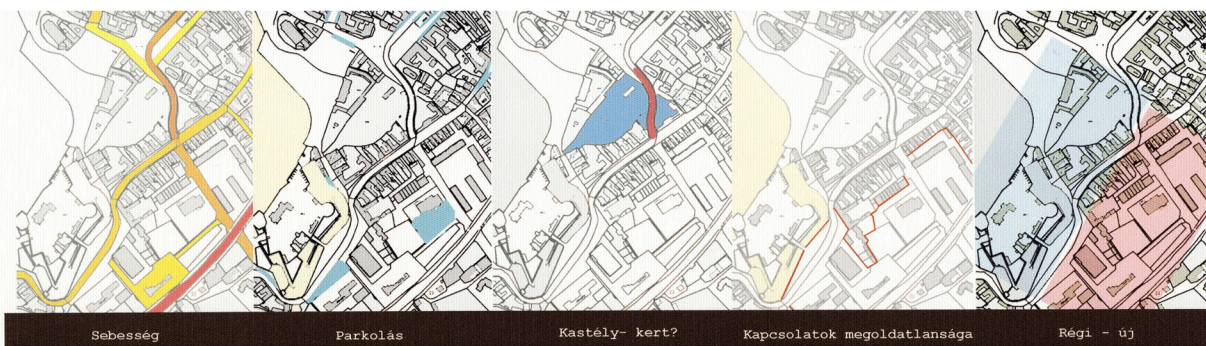 Sebesség
Parkolás
Kastély- kert?
Kapcsolatok megoldatlansága
Régi - új